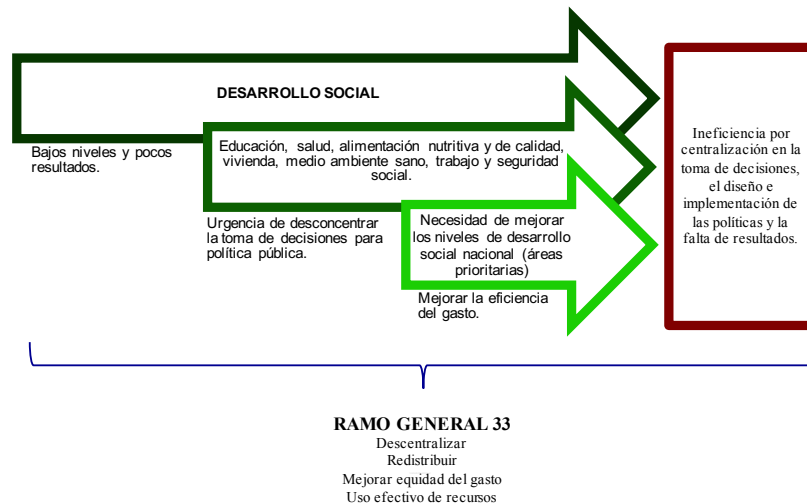 DESARROLLO SOCIAL
Bajos niveles y pocos
resultados.
Educación, salud, alimentación nutritiva y de calidad,
vivienda, medio ambiente sano, trabajo y seguridad
social.
Urgencia de desconcentrar
la toma de decisiones para
política pública.
Necesidad de mejorar
los niveles de desarrollo
social nacional (áreas
prioritarias)
Mejorar la eficiencia
del gasto.
Ineficiencia por
centralización en la
toma de decisiones,
el diseño e
implementación de
las políticas y la
falta de resultados.
RAMO GENERAL 33
Descentralizar
Redistribuir
Mejorar equidad del gasto
Uso efectivo de recursos